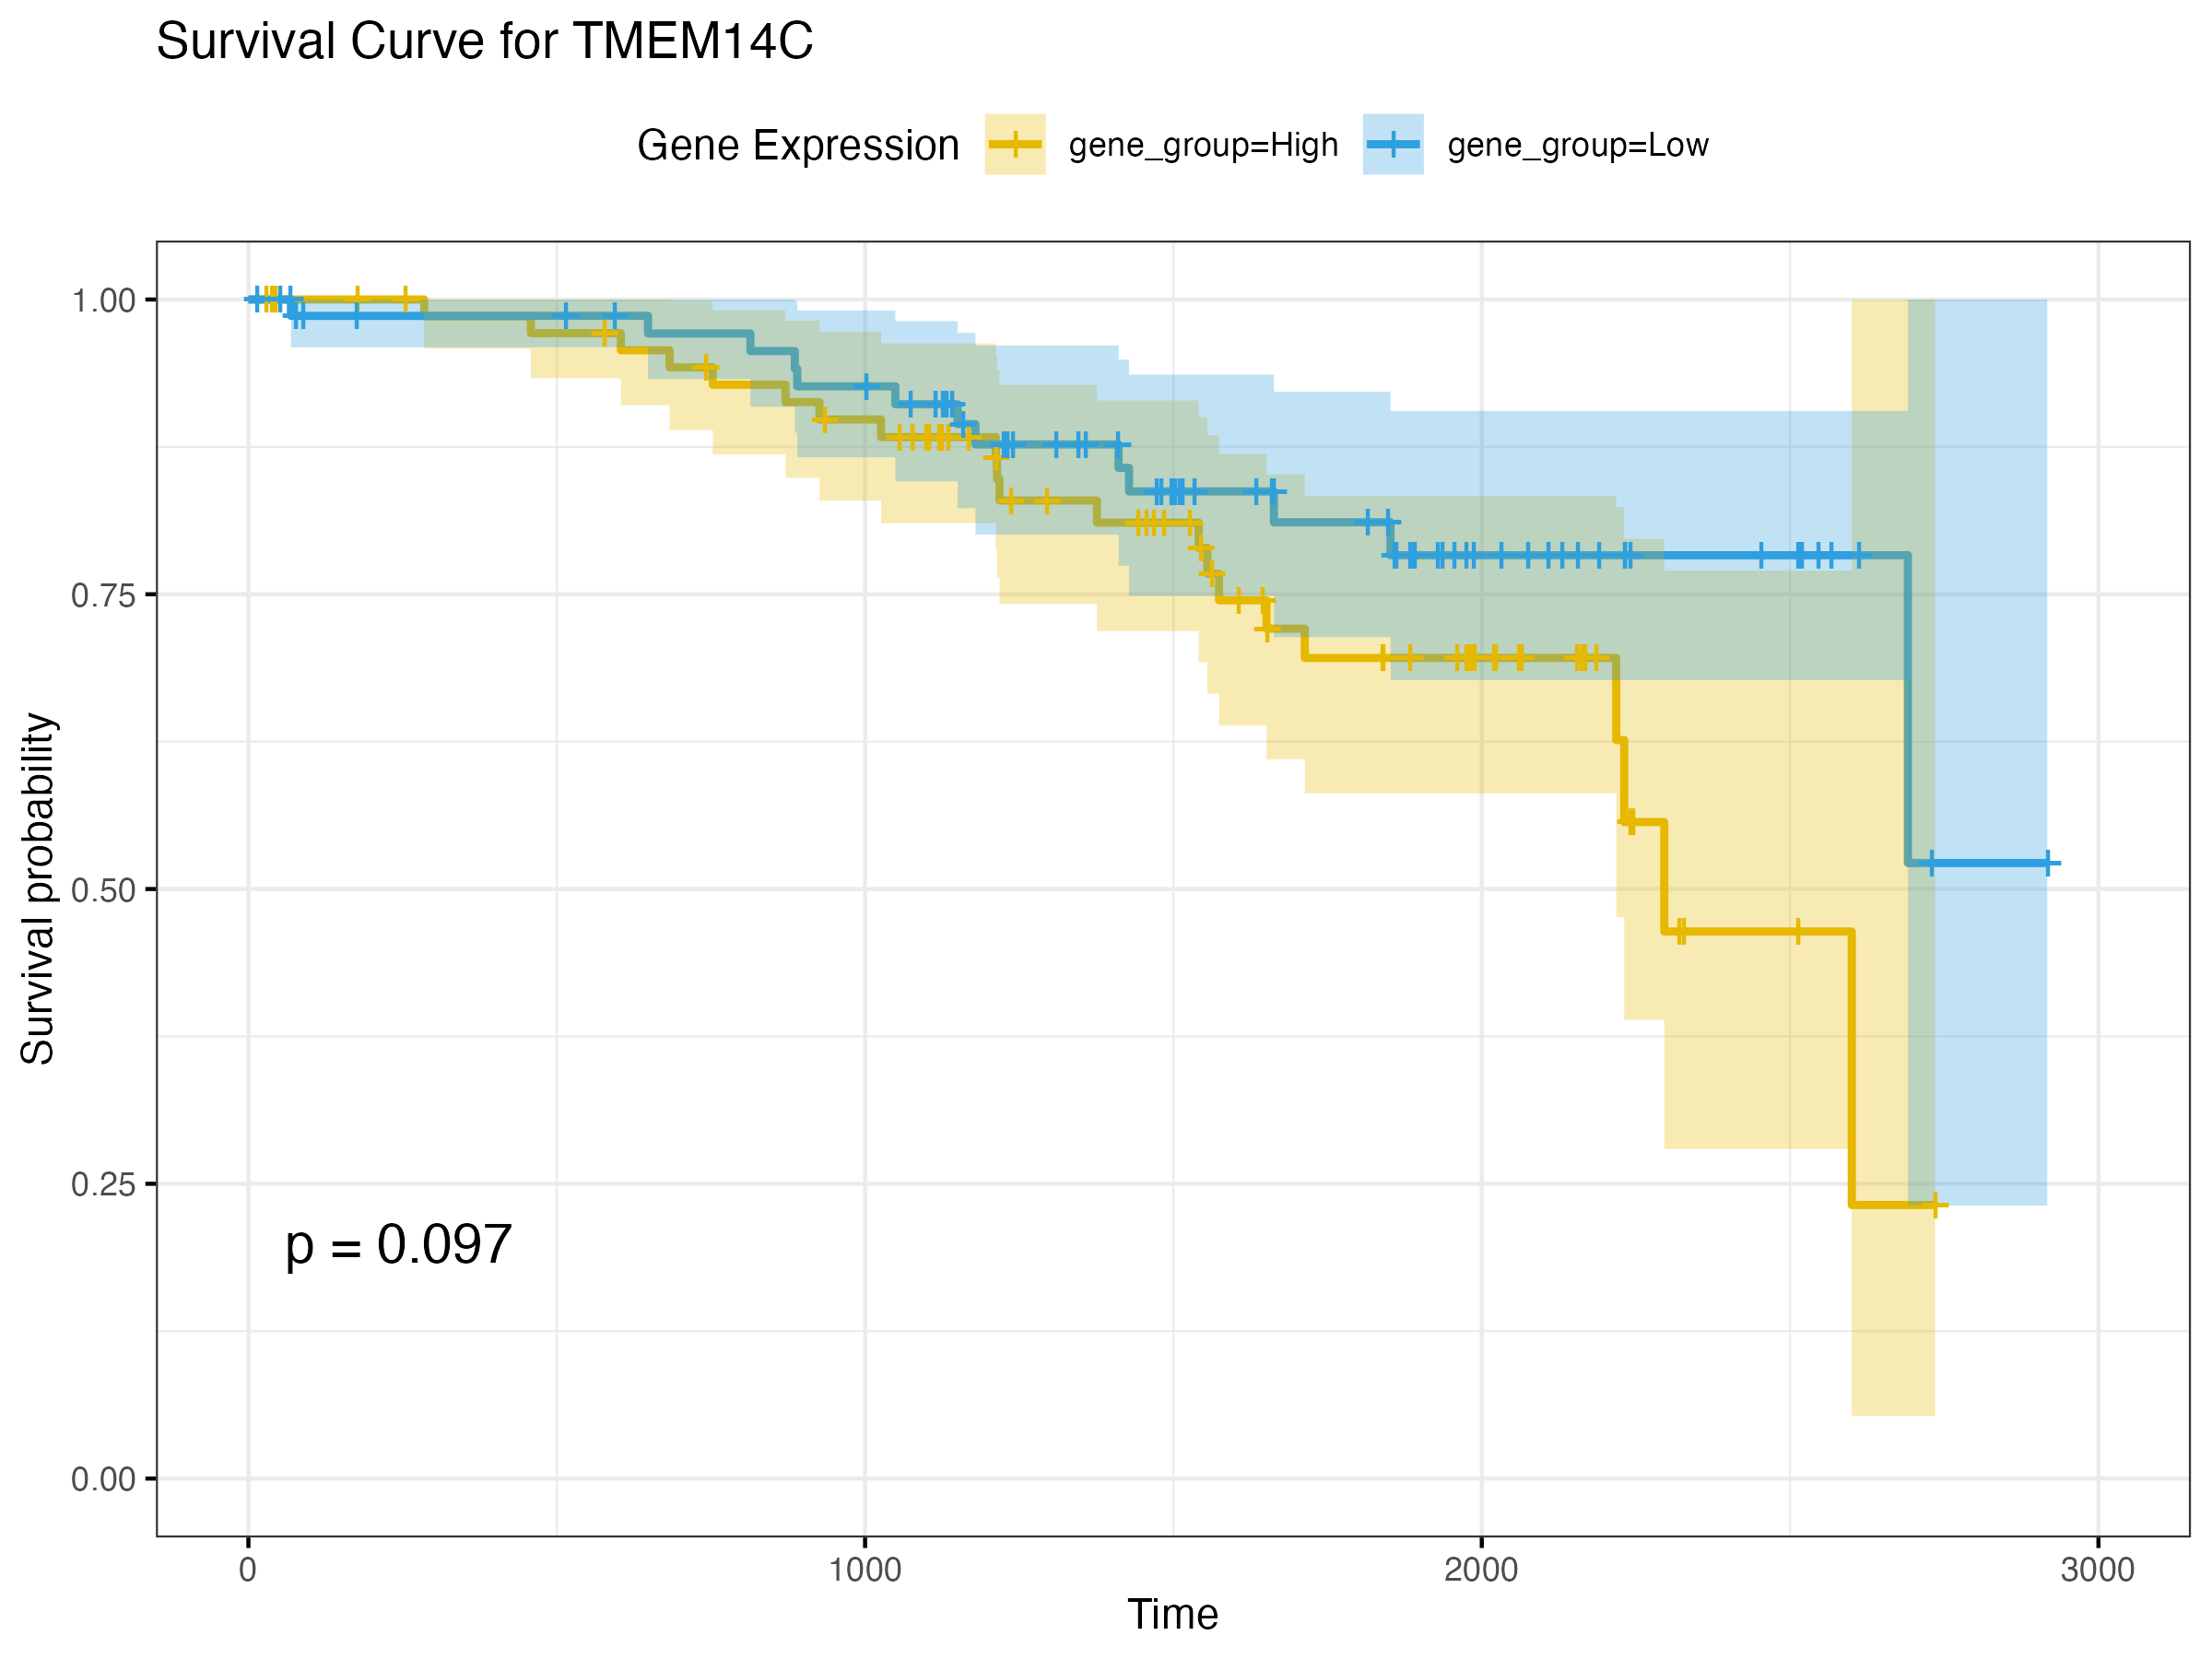 Survival Curve for TMEM14C
Gene Expression gene_group=High gene_group=Low
1.00
0.75
0.50
0.25
0.00
Survival probability
p = 0.097
0 1000 2000 3000
Time